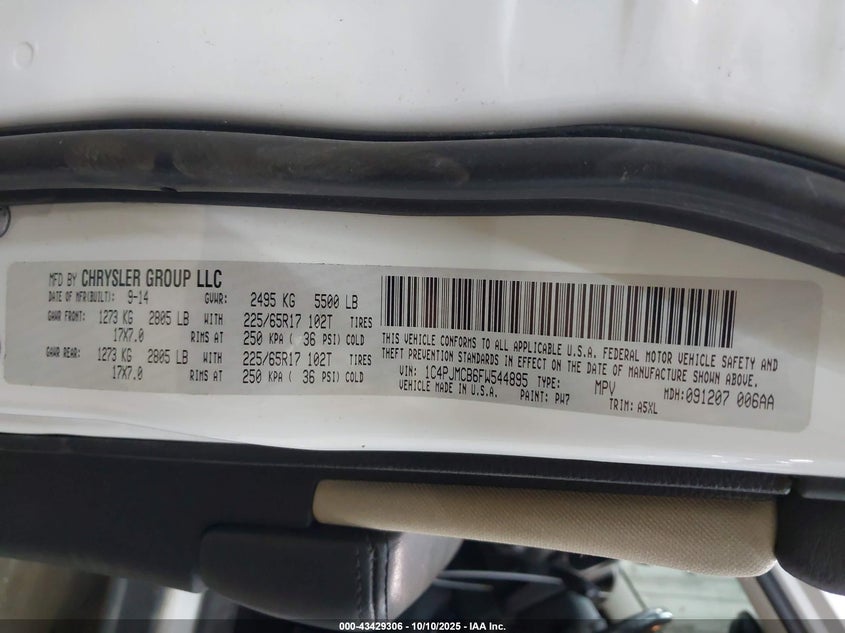 MFD BY CHRYSLER GROUP LLC
DATE OF MFR(BUILT): 9-14 GVWR: 2495 KG 5500 LB
GAWR FRONT: 1273 KG 2805 LB WITH 225/65R17 102T TIRES
17X7.0 RIMS AT 250 KPA ( 36 PSI) COLD
GAWR REAR: 1273 KG 2805 LB WITH 225/65R17 102T TIRES
17X7.0 RIMS AT 250 KPA ( 36 PSI) COLD
THIS VEHICLE CONFORMS TO ALL APPLICABLE U.S.A. FEDERAL MOTOR VEHICLE SAFETY AND
THEFT PREVENTION STANDARDS IN EFFECT ON THE DATE OF MANUFACTURE SHOWN ABOVE.
VIN: 1C4PJMCB6FW544895 TYPE: MPV MDH: 091207 006AA
VEHICLE MADE IN U.S.A. PAINT: PW7 TRIM: A5XL
000-43429306 - 10/10/2025 - IAA Inc.